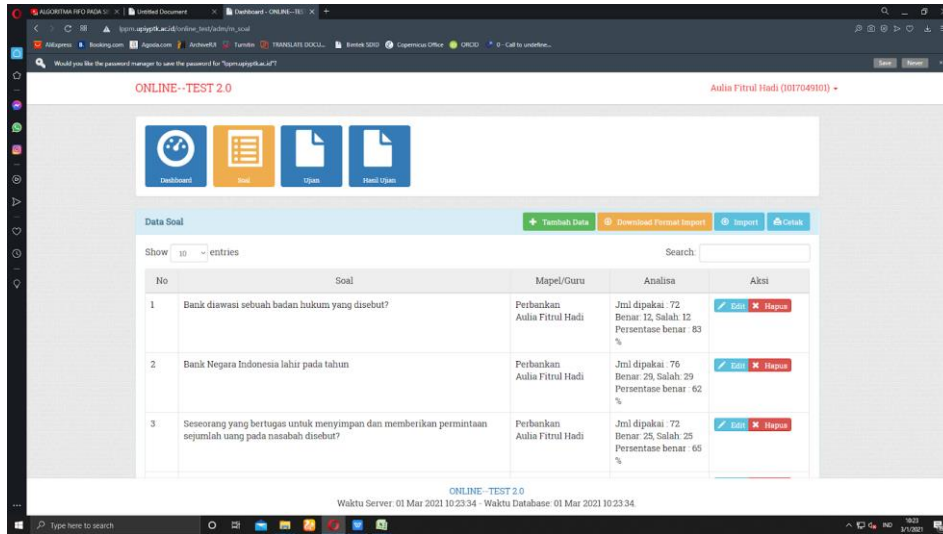 ALGORITMA FIFO PADA S
Untitled Document
Dashboard - ONLINE--TE
upiyptk.ac.id/online_test/adm/m_soal
AliExpress Booking.com Agoda.com ArchiveRJI Turnitin TRANSLATE DOCU... Bimtek SDID Copernicus Office ORCID () - Call to undefine...
Would you like the password manager to save the password for "lppm.upiyptk.ac.id"?
Save Never
ONLINE--TEST 2.0
Aulia Fitrul Hadi (1017049101)
Dashboard Soal Ujian Hasil Ujian
Data Soal
Tambah Data Download Format Import Import Cetak
Show 10 entries
Search:
No Soal Mapel/Guru Analisa Aksi
1 Bank diawasi sebuah badan hukum yang disebut? Perbankan Jml dipakai : 72 Edit Hapus
Aulia Fitrul Hadi Benar: 12, Salah: 12
Persentase benar : 83
%
2 Bank Negara Indonesia lahir pada tahun Perbankan Jml dipakai : 76 Edit Hapus
Aulia Fitrul Hadi Benar: 29, Salah: 29
Persentase benar : 62
%
3 Seseorang yang bertugas untuk menyimpan dan memberikan permintaan Perbankan Jml dipakai : 72 Edit Hapus
sejumlah uang pada nasabah disebut? Aulia Fitrul Hadi Benar: 25, Salah: 25
Persentase benar : 65
%
ONLINE--TEST 2.0
Waktu Server: 01 Mar 2021 10:23:34 - Waktu Database: 01 Mar 2021 10:23:34.
Type here to search
IND
10:23
3/1/2021